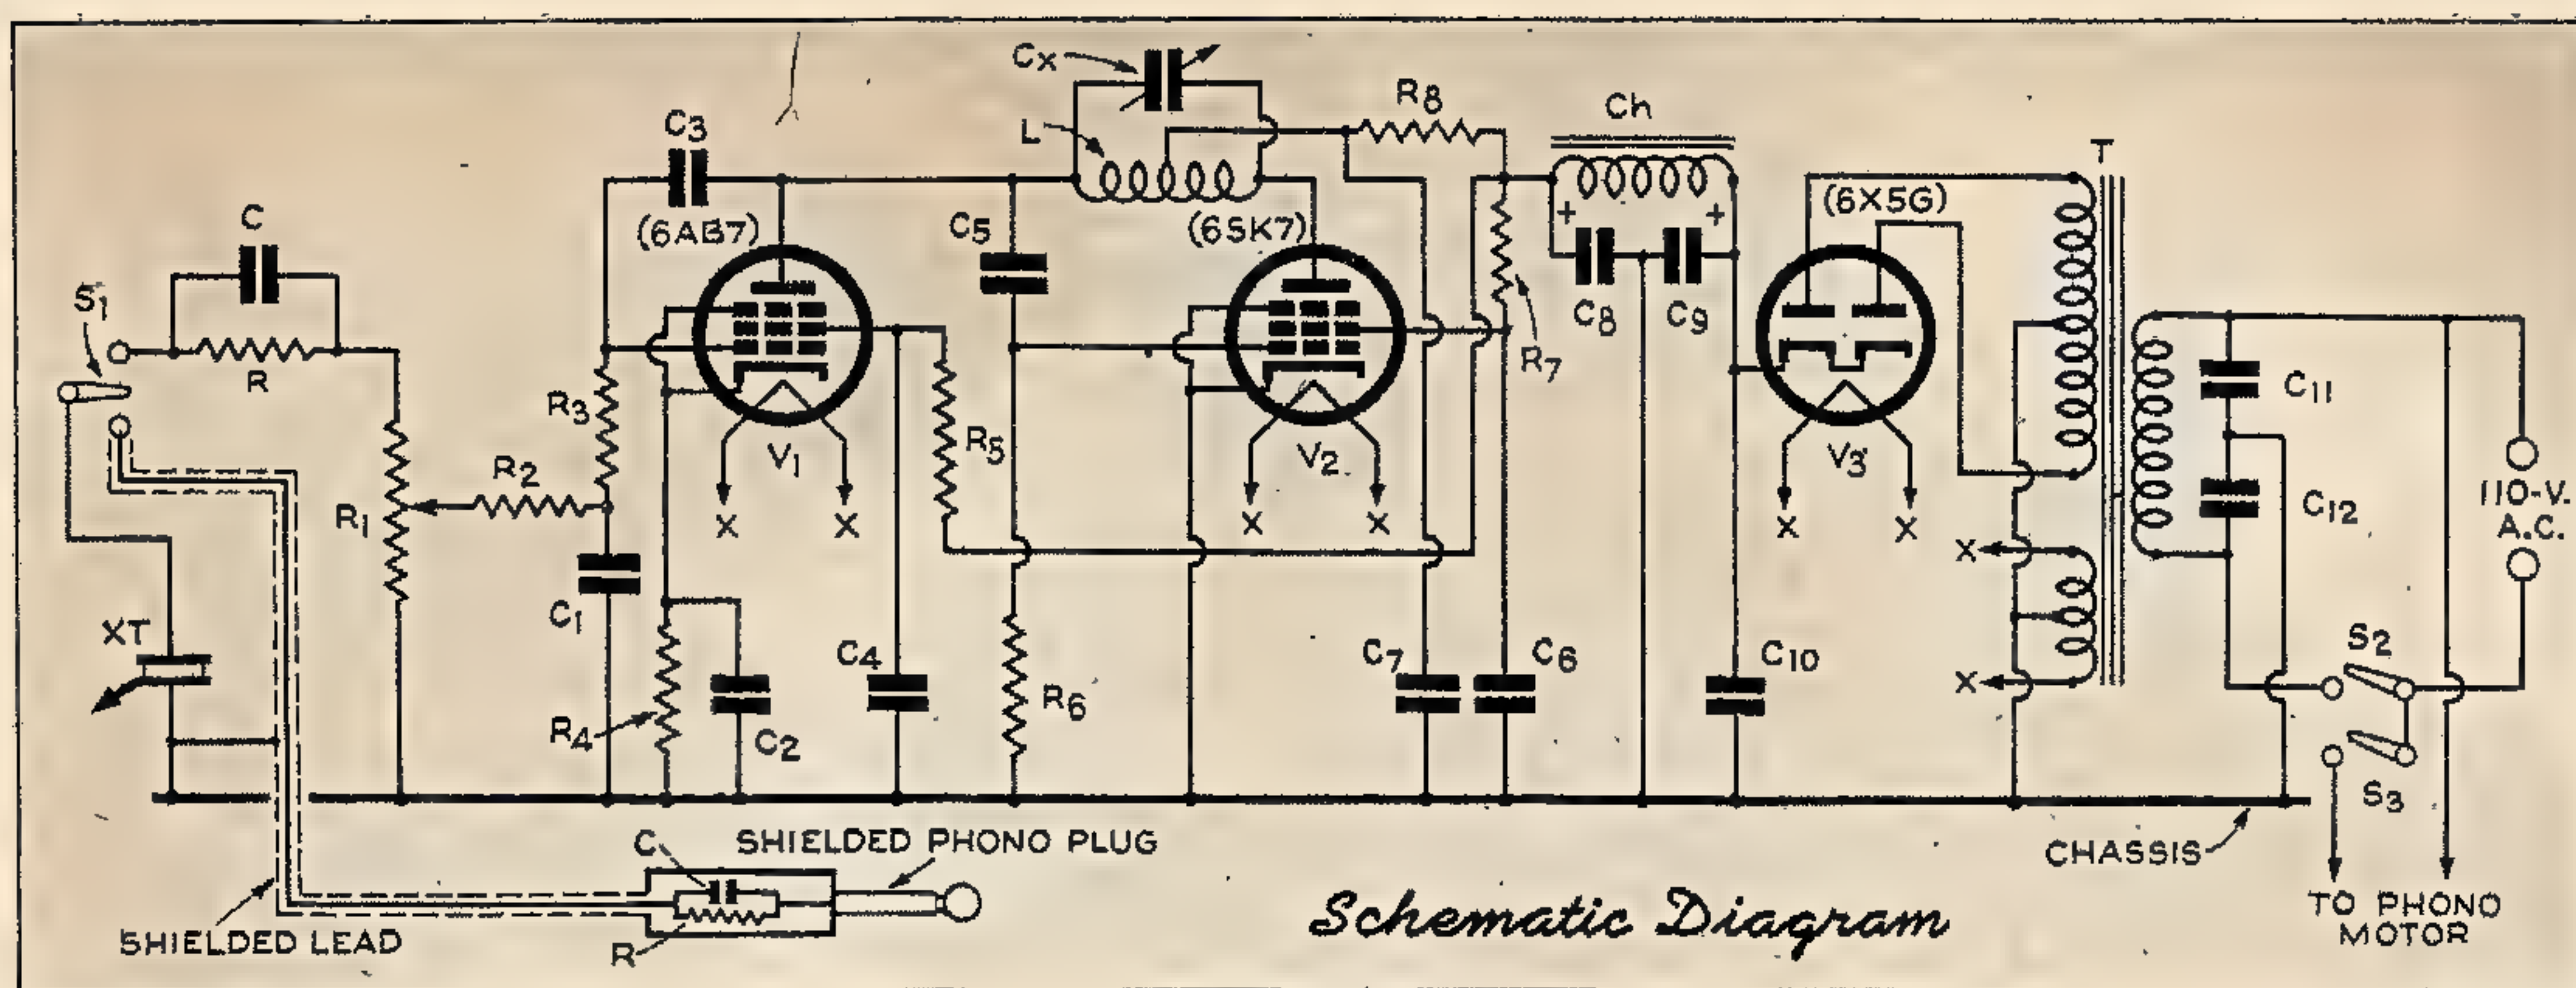 Cx
R8
Ch
L
C3
T
(6AB7)
(6SK7)
(6X5G)
C
C5
+ +
S1
C8 C9
R7
R
R3
C11
R2
R5
V1
V2
V3
C12
110-V.
A.C.
R1
X X
X X
X X
X
C1
XT
C4
C7
C6
C10
S2
X
R6
R4
C2
S3
C
SHIELDED PHONO PLUG
CHASSIS
SHIELDED LEAD
R
Schematic Diagram
TO PHONO
MOTOR